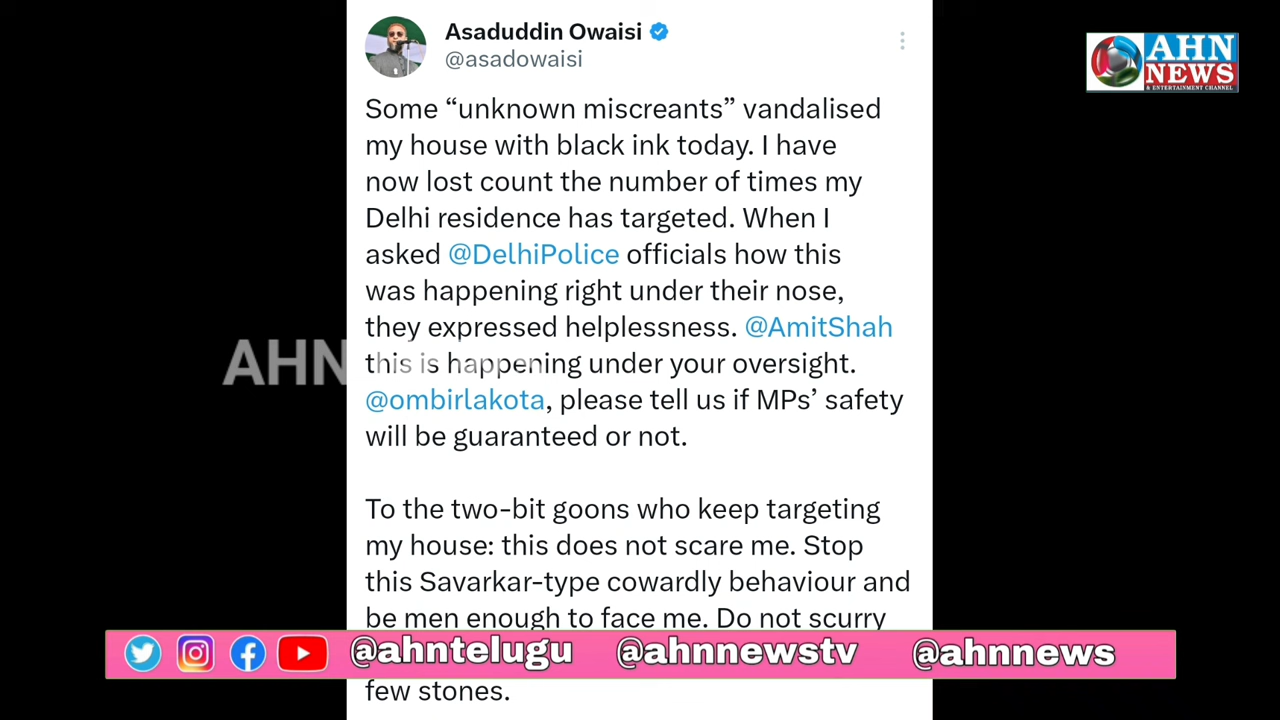 Asaduddin Owaisi
@asadowaisi
AHN
NEWS
& ENTERTAINMENT CHANNEL
Some “unknown miscreants” vandalised
my house with black ink today. I have
now lost count the number of times my
Delhi residence has targeted. When I
asked @DelhiPolice officials how this
was happening right under their nose,
they expressed helplessness. @AmitShah
this is happening under your oversight.
AHN
@ombirlakota, please tell us if MPs’ safety
will be guaranteed or not.
To the two-bit goons who keep targeting
my house: this does not scare me. Stop
this Savarkar-type cowardly behaviour and
be men enough to face me. Do not scurry
@ahntelugu @ahnnewstv @ahnnews
few stones.